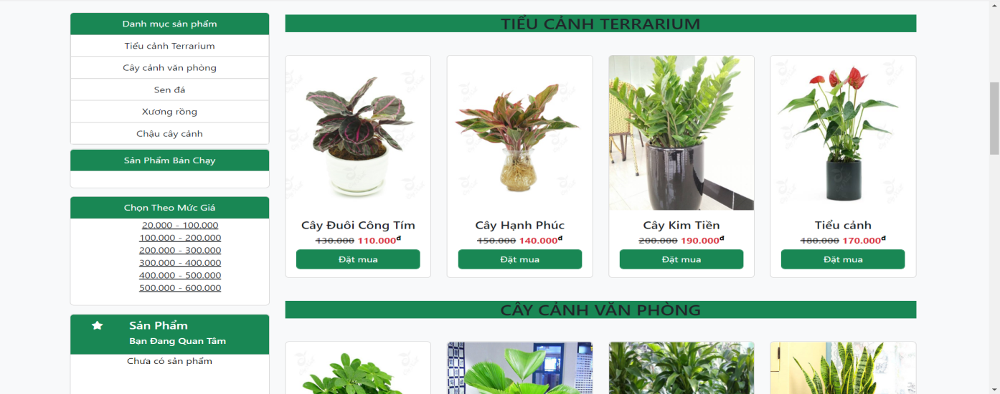 Danh mục sản phẩm
Tiểu cảnh Terrarium
Cây cảnh văn phòng
Sen đá
Xương rồng
Chậu cây cảnh
Sản Phẩm Bán Chạy
Chọn Theo Mức Giá
20.000 - 100.000
100.000 - 200.000
200.000 - 300.000
300.000 - 400.000
400.000 - 500.000
500.000 - 600.000
Sản Phẩm
Bạn Đang Quan Tâm
Chưa có sản phẩm
TIỂU CẢNH TERRARIUM
Cây Đuôi Công Tím
130.000 110.000đ
Đặt mua
Cây Hạnh Phúc
150.000 140.000đ
Đặt mua
Cây Kim Tiền
200.000 190.000đ
Đặt mua
Tiểu cảnh
180.000 170.000đ
Đặt mua
CÂY CẢNH VĂN PHÒNG